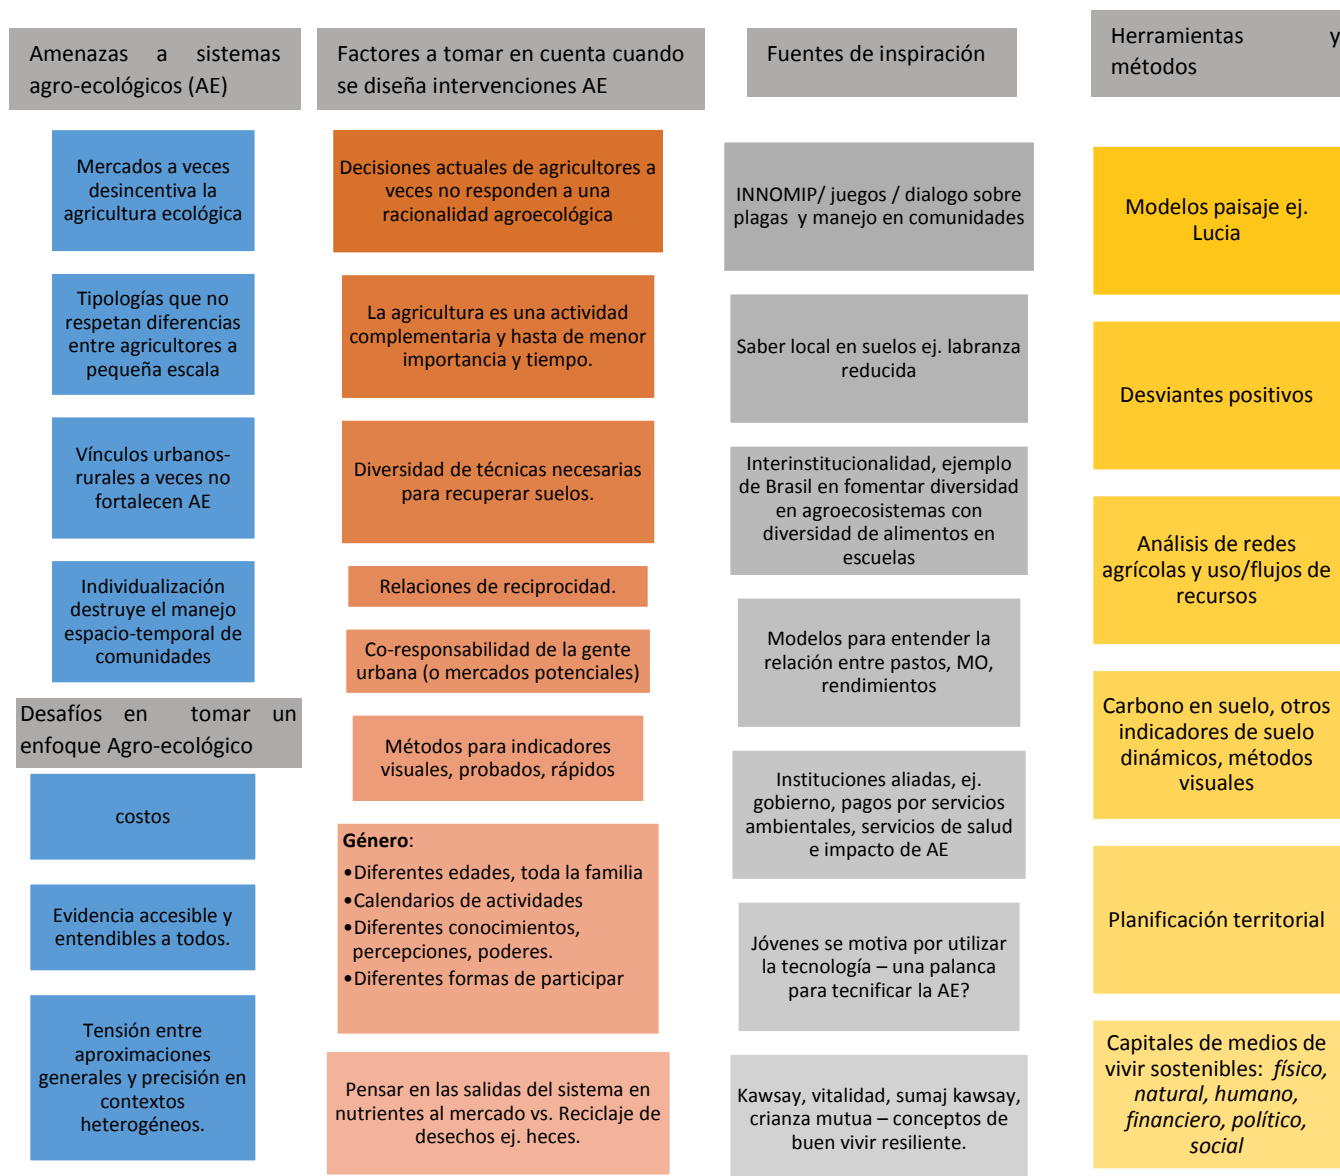 Amenazas a sistemas
agro-ecológicos (AE)
Mercados a veces
desincentiva la
agricultura ecológica
Tipologías que no
respetan diferencias
entre agricultores a
pequeña escala
Vínculos urbanos-
rurales a veces no
fortalecen AE
Individualización
destruye el manejo
espacio-temporal de
comunidades
Desafíos en tomar un
enfoque Agro-ecológico
costos
Evidencia accesible y
entendibles a todos.
Tensión entre
aproximaciones
generales y precisión en
contextos
heterogéneos.
Factores a tomar en cuenta cuando
se diseña intervenciones AE
Decisiones actuales de agricultores a
veces no responden a una
racionalidad agroecológica
La agricultura es una actividad
complementaria y hasta de menor
importancia y tiempo.
Diversidad de técnicas necesarias
para recuperar suelos.
Relaciones de reciprocidad.
Co-responsabilidad de la gente
urbana (o mercados potenciales)
Métodos para indicadores
visuales, probados, rápidos
Género:
•Diferentes edades, toda la familia
•Calendarios de actividades
•Diferentes conocimientos,
percepciones, poderes.
•Diferentes formas de participar
Pensar en las salidas del sistema en
nutrientes al mercado vs. Reciclaje de
desechos ej. heces.
Fuentes de inspiración
INNOMIP/ juegos / dialogo sobre
plagas y manejo en comunidades
Saber local en suelos ej. labranza
reducida
Interinstitucionalidad, ejemplo
de Brasil en fomentar diversidad
en agroecosistemas con
diversidad de alimentos en
escuelas
Modelos para entender la
relación entre pastos, MO,
rendimientos
Instituciones aliadas, ej.
gobierno, pagos por servicios
ambientales, servicios de salud
e impacto de AE
Jóvenes se motiva por utilizar
la tecnología – una palanca
para tecnificar la AE?
Kawsay, vitalidad, sumaj kawsay,
crianza mutua – conceptos de
buen vivir resiliente.
Herramientas y
métodos
Modelos paisaje ej.
Lucia
Desviantes positivos
Análisis de redes
agrícolas y uso/flujos de
recursos
Carbono en suelo, otros
indicadores de suelo
dinámicos, métodos
visuales
Planificación territorial
Capitales de medios de
vivir sostenibles: físico,
natural, humano,
financiero, político,
social